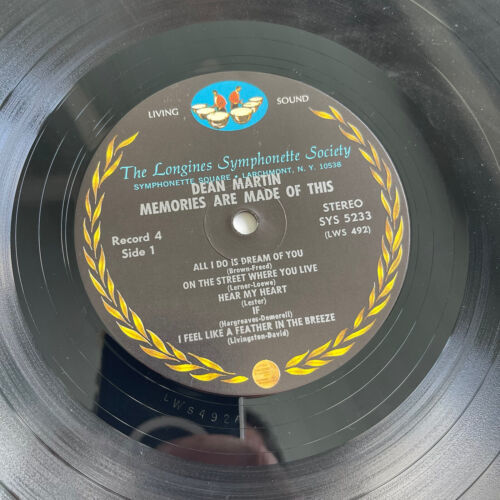 LIVING SOUND
The Longines Symphonette Society
SYMPHONETTE SQUARE • LARCHMONT, N. Y. 10538
DEAN MARTIN
MEMORIES ARE MADE OF THIS
Record 4
Side 1
STEREO
SYS 5233
(LWS 492)
ALL I DO IS DREAM OF YOU
(Brown-Freed)
ON THE STREET WHERE YOU LIVE
(Lerner-Loewe)
HEAR MY HEART
(Lester)
IF
(Hargreaves-Demerell)
I FEEL LIKE A FEATHER IN THE BREEZE
(Livingston-David)
LWS492